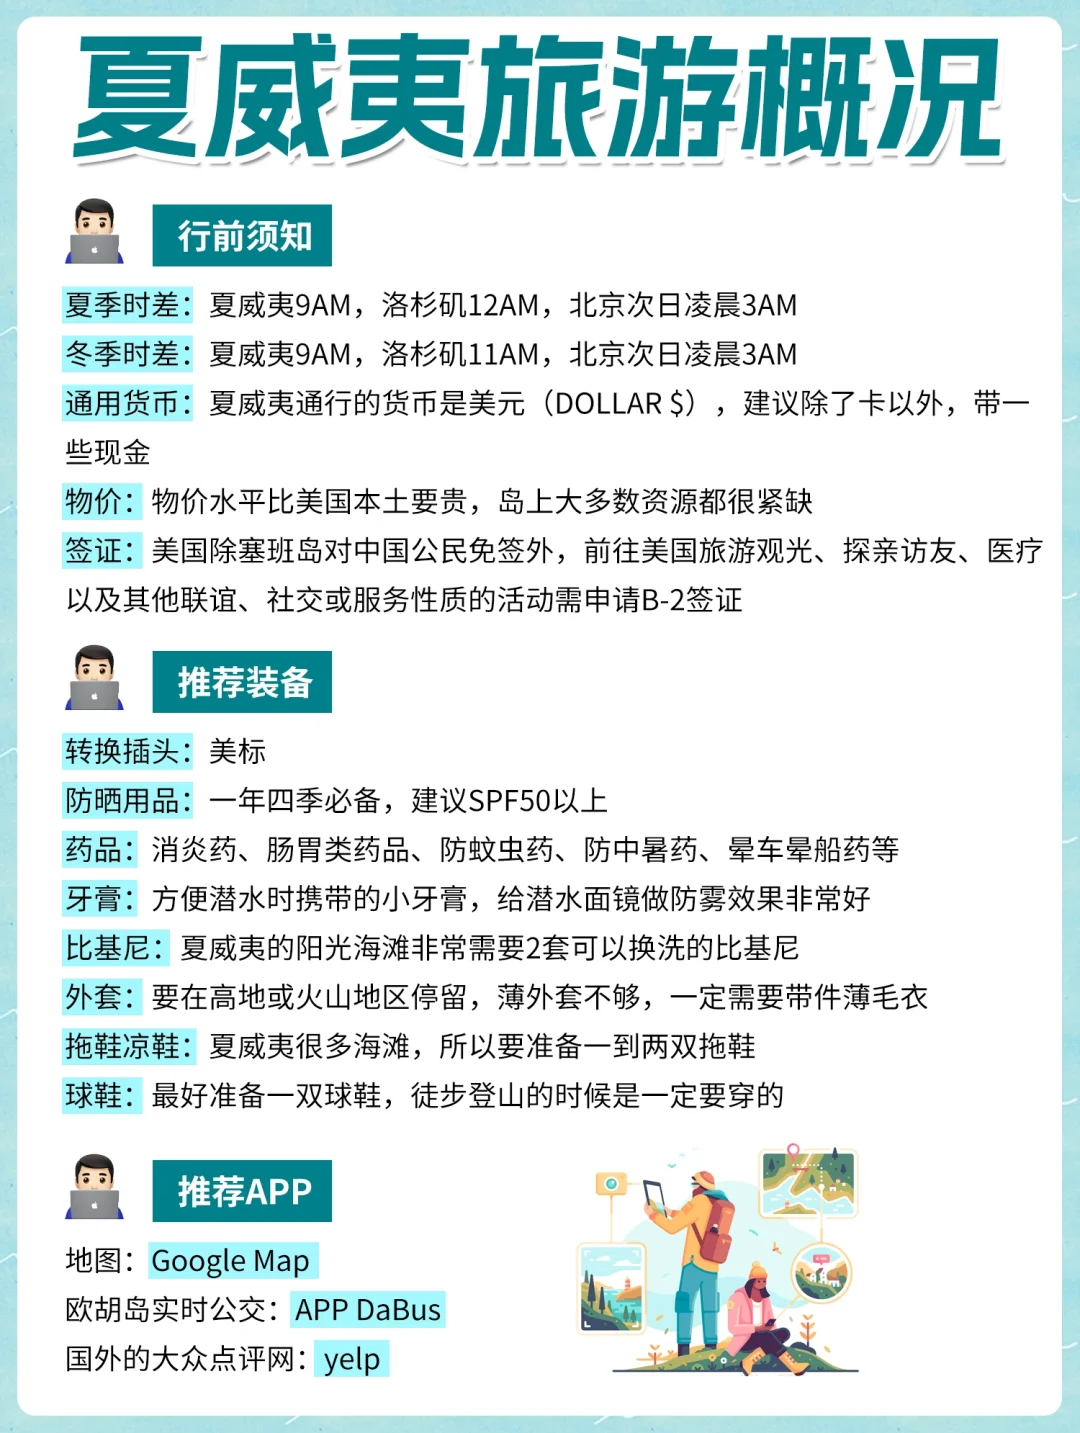 夏威夷旅游概况
行前须知
夏季时差：夏威夷9AM，洛杉矶12AM，北京次日凌晨3AM
冬季时差：夏威夷9AM，洛杉矶11AM，北京次日凌晨3AM
通用货币：夏威夷通行的货币是美元（DOLLAR $），建议除了卡以外，带一
些现金
物价：物价水平比美国本土要贵，岛上大多数资源都很紧缺
签证：美国除塞班岛对中国公民免签外，前往美国旅游观光、探亲访友、医疗
以及其他联谊、社交或服务性质的活动需申请B-2签证
推荐装备
转换插头：美标
防晒用品：一年四季必备，建议SPF50以上
药品：消炎药、肠胃类药品、防蚊虫药、防中暑药、晕车晕船药等
牙膏：方便潜水时携带的小牙膏，给潜水面镜做防雾效果非常好
比基尼：夏威夷的阳光海滩非常需要2套可以换洗的比基尼
外套：要在高地或火山地区停留，薄外套不够，一定需要带件薄毛衣
拖鞋凉鞋：夏威夷很多海滩，所以要准备一到两双拖鞋
球鞋：最好准备一双球鞋，徒步登山的时候是一定要穿的
推荐APP
地图：Google Map
欧胡岛实时公交：APP DaBus
国外的大众点评网：yelp